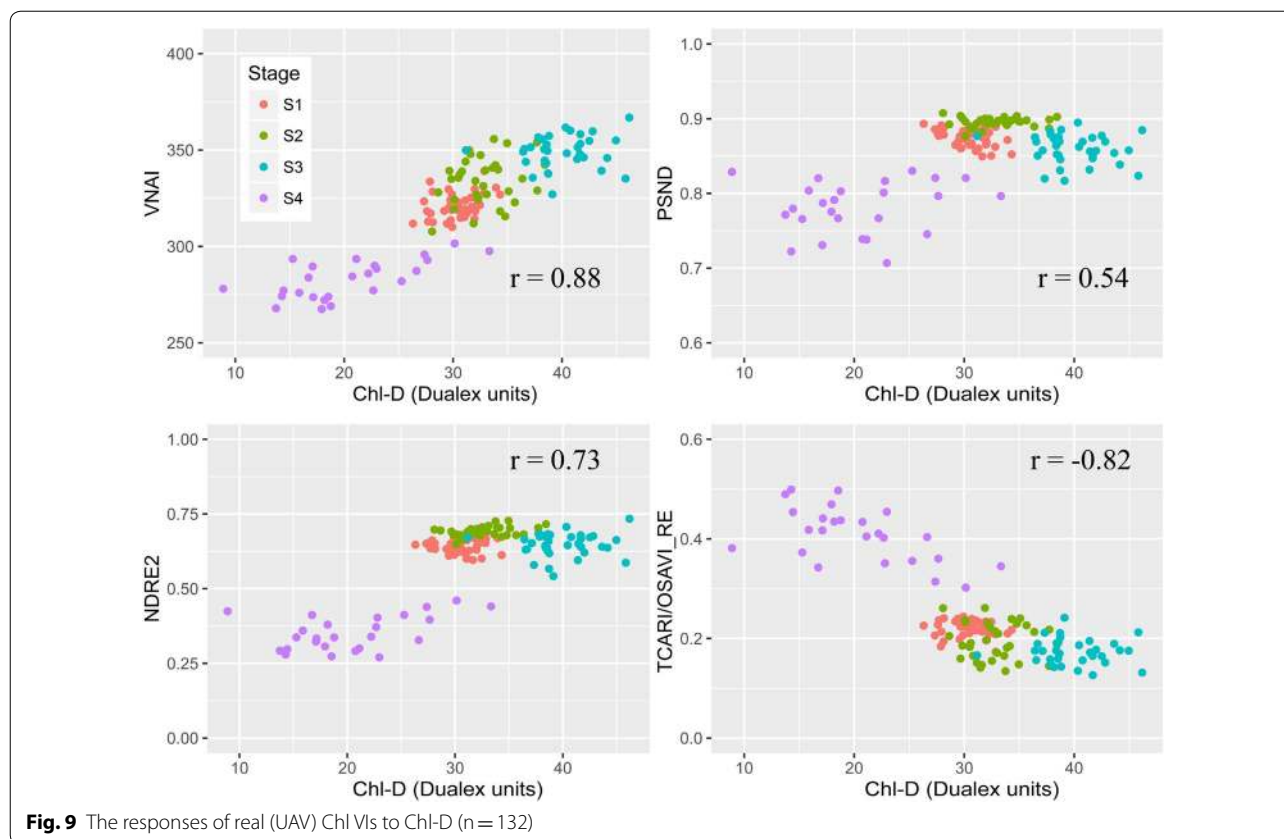 VNAI
400
350
300
250
Stage
S1
S2
S3
S4
r = 0.88
10 20 30 40
Chl-D (Dualex units)
PSND
1.0
0.9
0.8
0.7
0.6
r = 0.54
10 20 30 40
Chl-D (Dualex units)
NDRE2
1.00
0.75
0.50
0.25
0.00
r = 0.73
10 20 30 40
Chl-D (Dualex units)
TCARI/OSAVI_RE
0.6
0.4
0.2
0.0
r = -0.82
10 20 30 40
Chl-D (Dualex units)
Fig. 9 The responses of real (UAV) Chl VIs to Chl-D (n = 132)